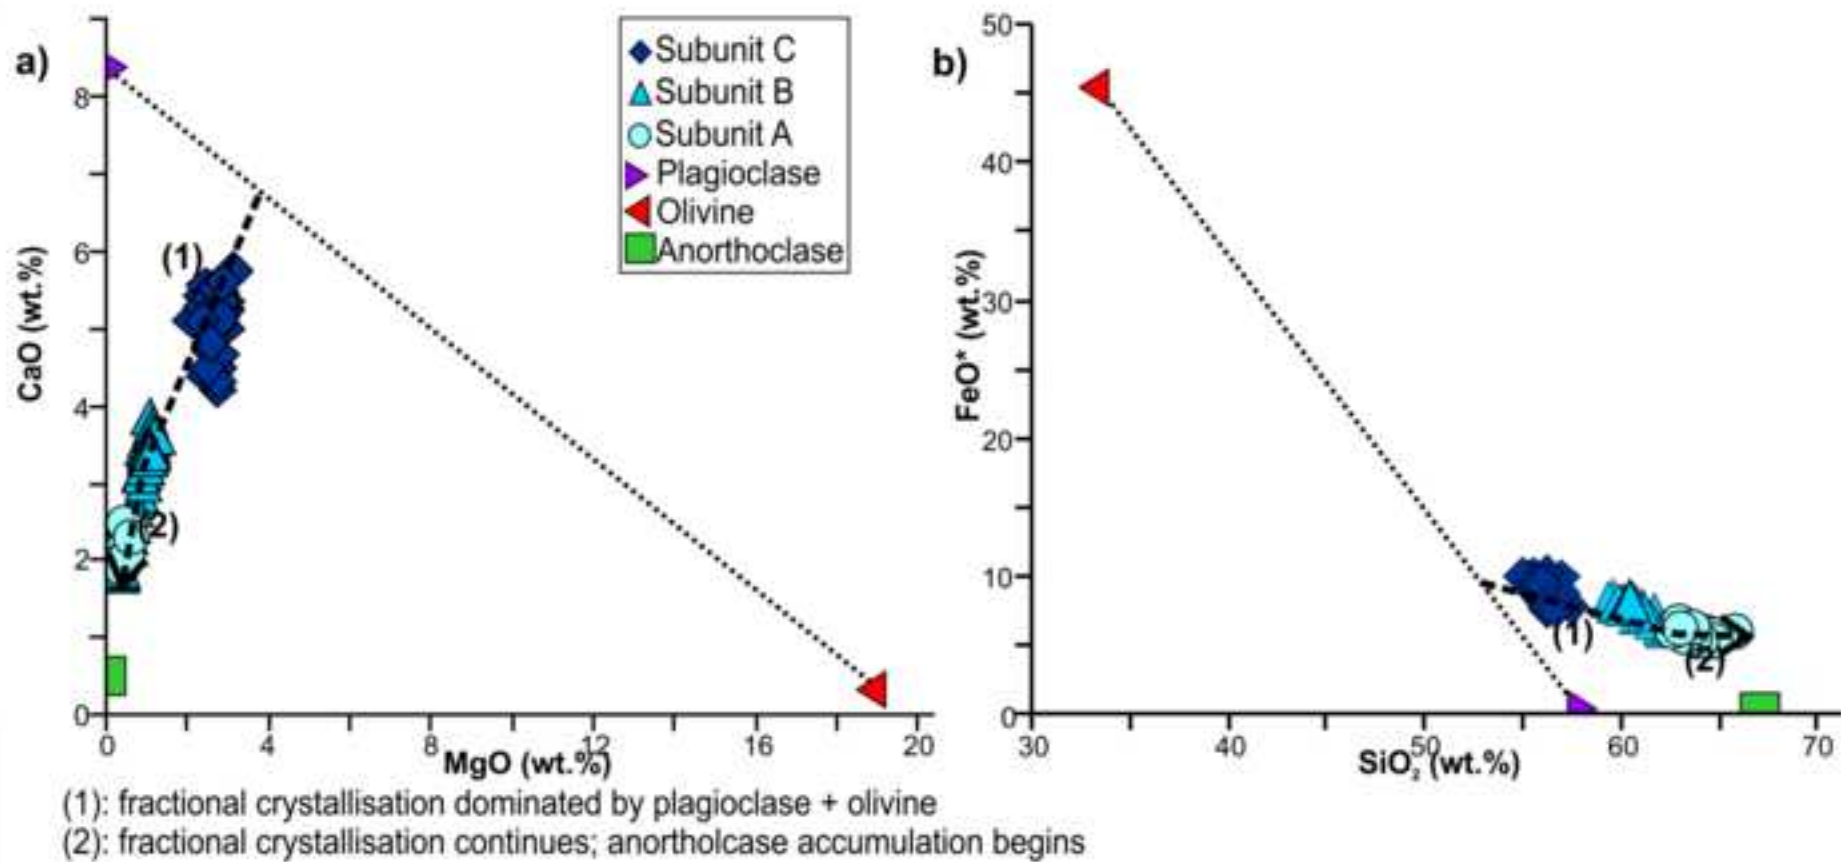 a)
8
6
4
2
0
CaO (wt.%)
(1)
(2)
0 4 8 12 16 20
MgO (wt.%)
Subunit C
Subunit B
Subunit A
Plagioclase
Olivine
Anorthoclase
b)
50
40
30
20
10
0
FeO* (wt.%)
(1)
(2)
30 40 50 60 70
SiO₂ (wt.%)
(1): fractional crystallisation dominated by plagioclase + olivine
(2): fractional crystallisation continues; anortholcase accumulation begins